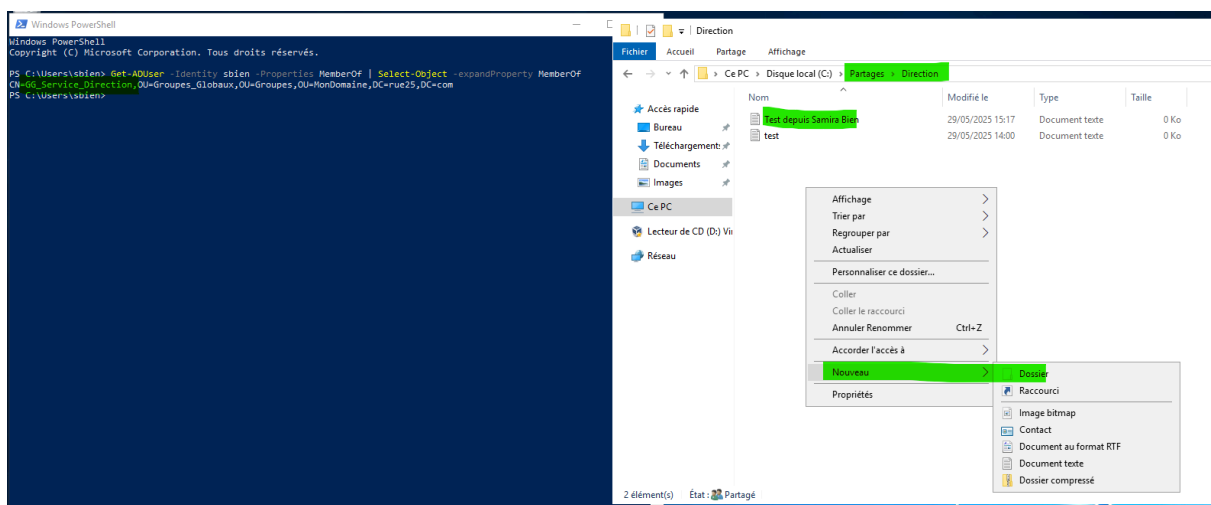 Windows PowerShell
Windows PowerShell
Copyright (C) Microsoft Corporation. Tous droits réservés.
PS C:\Users\sbien> Get-ADUser -Identity sbien -Properties MemberOf | Select-Object -expandProperty MemberOf
CN=GG_Service_Direction,OU=Groupes_Globaux,OU=Groupes,OU=MonDomaine,DC=rue25,DC=com
PS C:\Users\sbien>
Direction
Fichier Accueil Partage Affichage
Ce PC > Disque local (C:) > Partages > Direction
Nom Modifié le Type Taille
Accès rapide
Bureau
Téléchargement:
Documents
Images
Ce PC
Lecteur de CD (D:) Vir
Réseau
Test depuis Samira Bien 29/05/2025 15:17 Document texte 0 Ko
test 29/05/2025 14:00 Document texte 0 Ko
Affichage
Trier par
Regrouper par
Actualiser
Personnaliser ce dossier...
Coller
Coller le raccourci
Annuler Renommer Ctrl+Z
Accorder l'accès à
Nouveau
Propriétés
Dossier
Raccourci
Image bitmap
Contact
Document au format RTF
Document texte
Dossier compressé
2 élément(s) État : Partagé